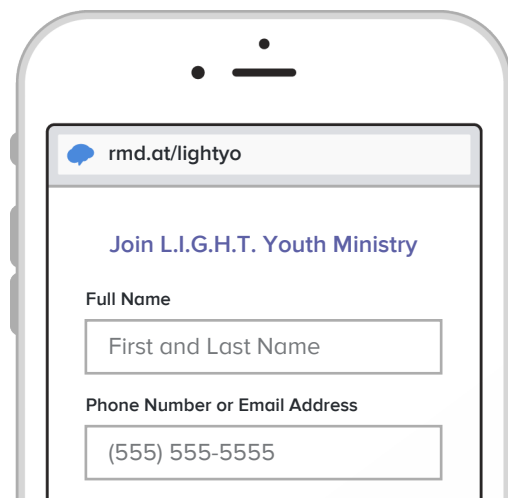 rmd.at/lightyo
Join L.I.G.H.T. Youth Ministry
Full Name
First and Last Name
Phone Number or Email Address
(555) 555-5555